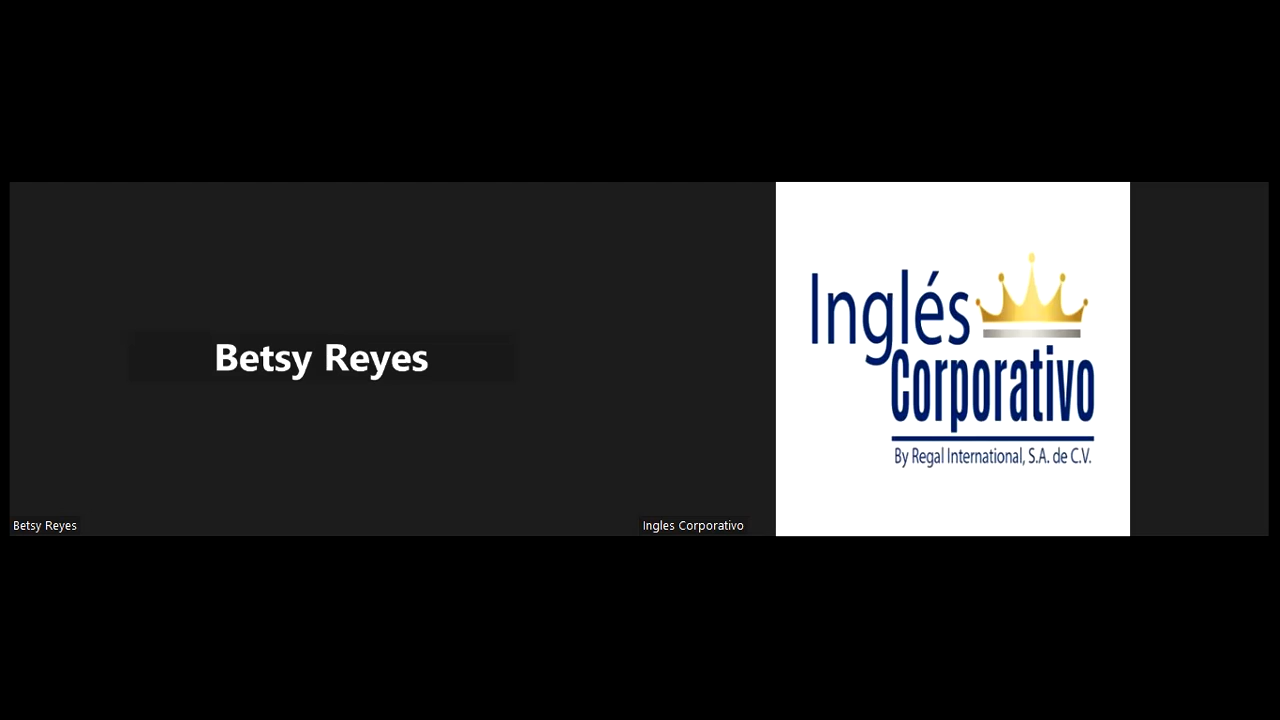 Betsy Reyes
Betsy Reyes
Inglés
Corporativo
By Regal International, S.A. de C.V.
Ingles Corporativo